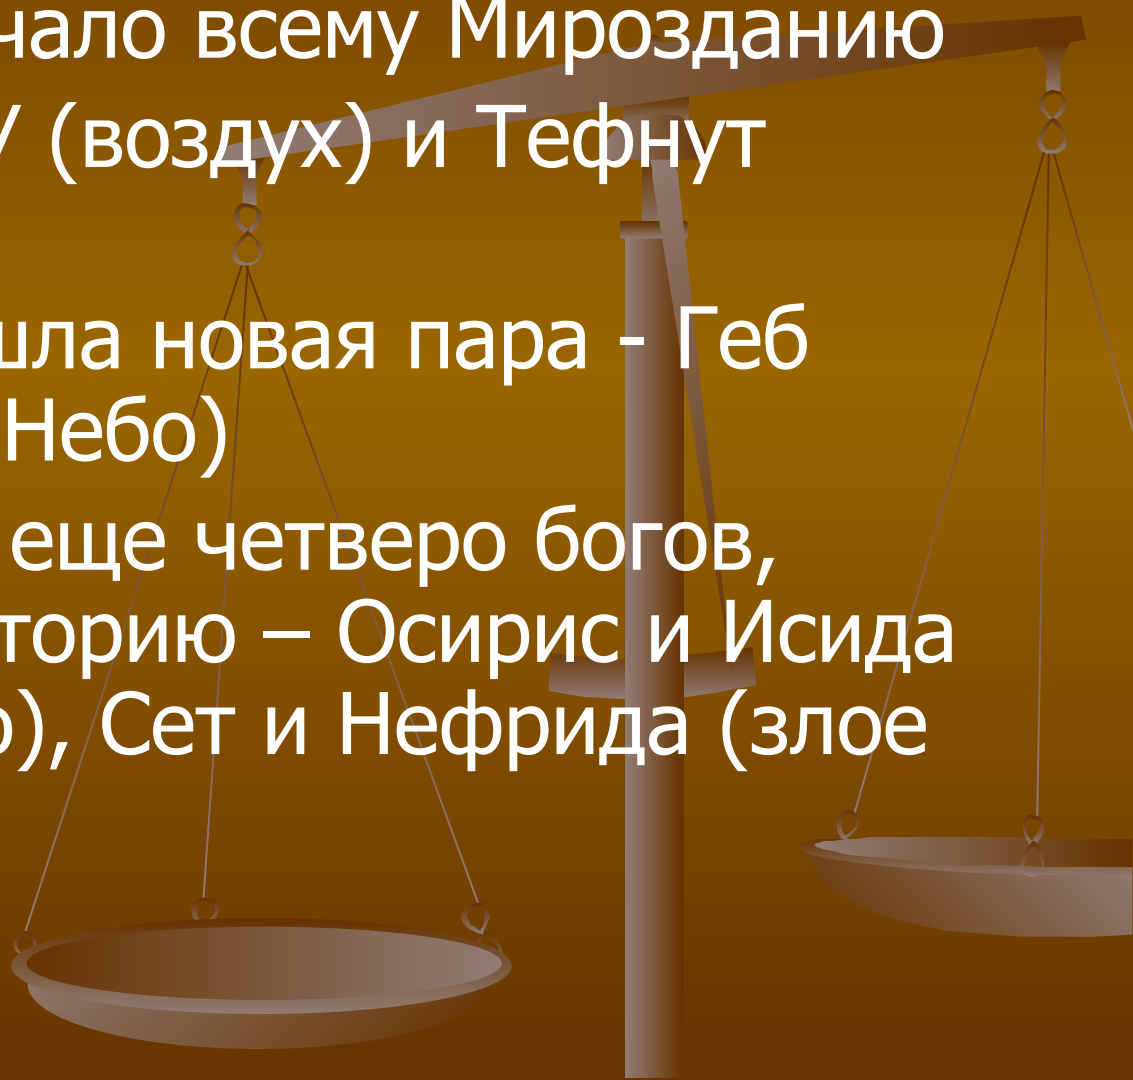 чало всему Мирозданию
У (воздух) и Тефнут
шла новая пара - Геб
Небо)
еще четверо богов,
торию – Осирис и Исида
о), Сет и Нефрида (злое